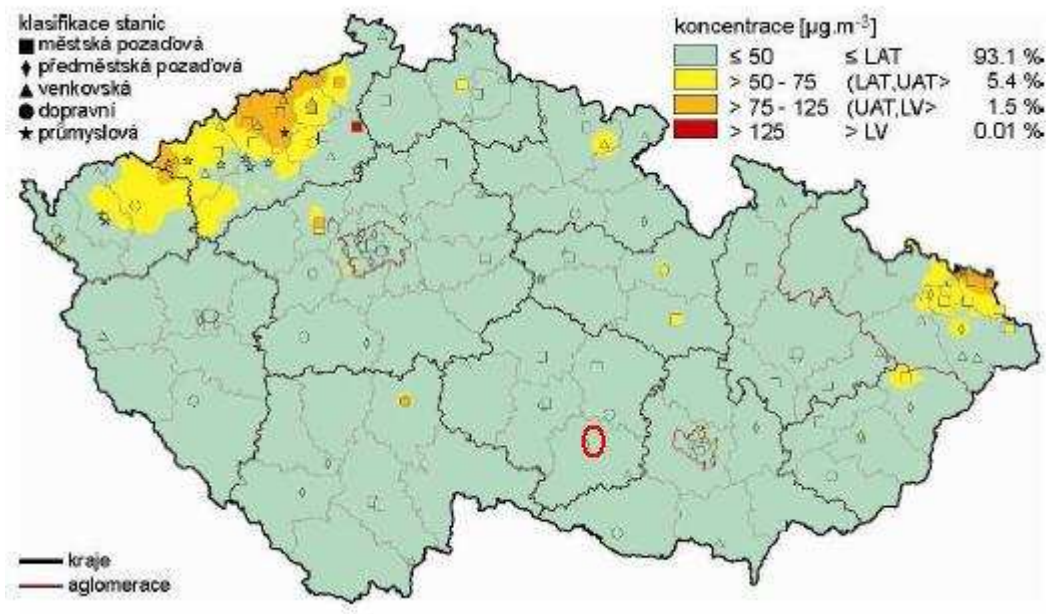 klasifikace stanic
městská pozaďová
předměstská pozaďová
venkovská
dopravní
průmyslová
koncentrace [µg.m⁻³]
≤ 50 ≤ LAT 93.1 %
> 50 - 75 (LAT,UAT> 5.4 %
> 75 - 125 (UAT,LV> 1.5 %
> 125 > LV 0.01 %
kraje
aglomerace